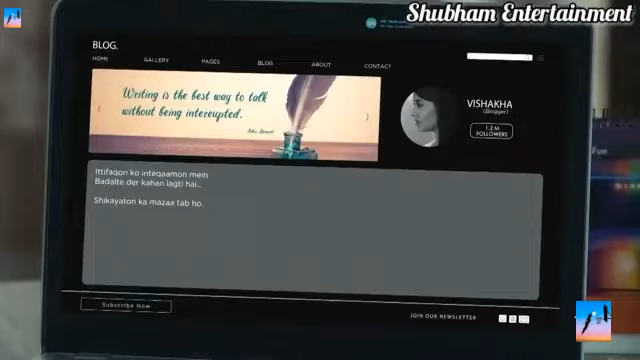 Shubham Entertainment
BLOG.
HOME GALLERY PAGES BLOG ABOUT CONTACT
Writing is the best way to talk
without being intercupted.
VISHAKHA
(Blogger)
1.2 M
FOLLOWERS
Ittifaqon ko inteqaamon mein
Badalte der kahan lagti hai...
Shikayaton ka mazaa tab ho.
Subscribe Now
JOIN OUR NEWSLETTER